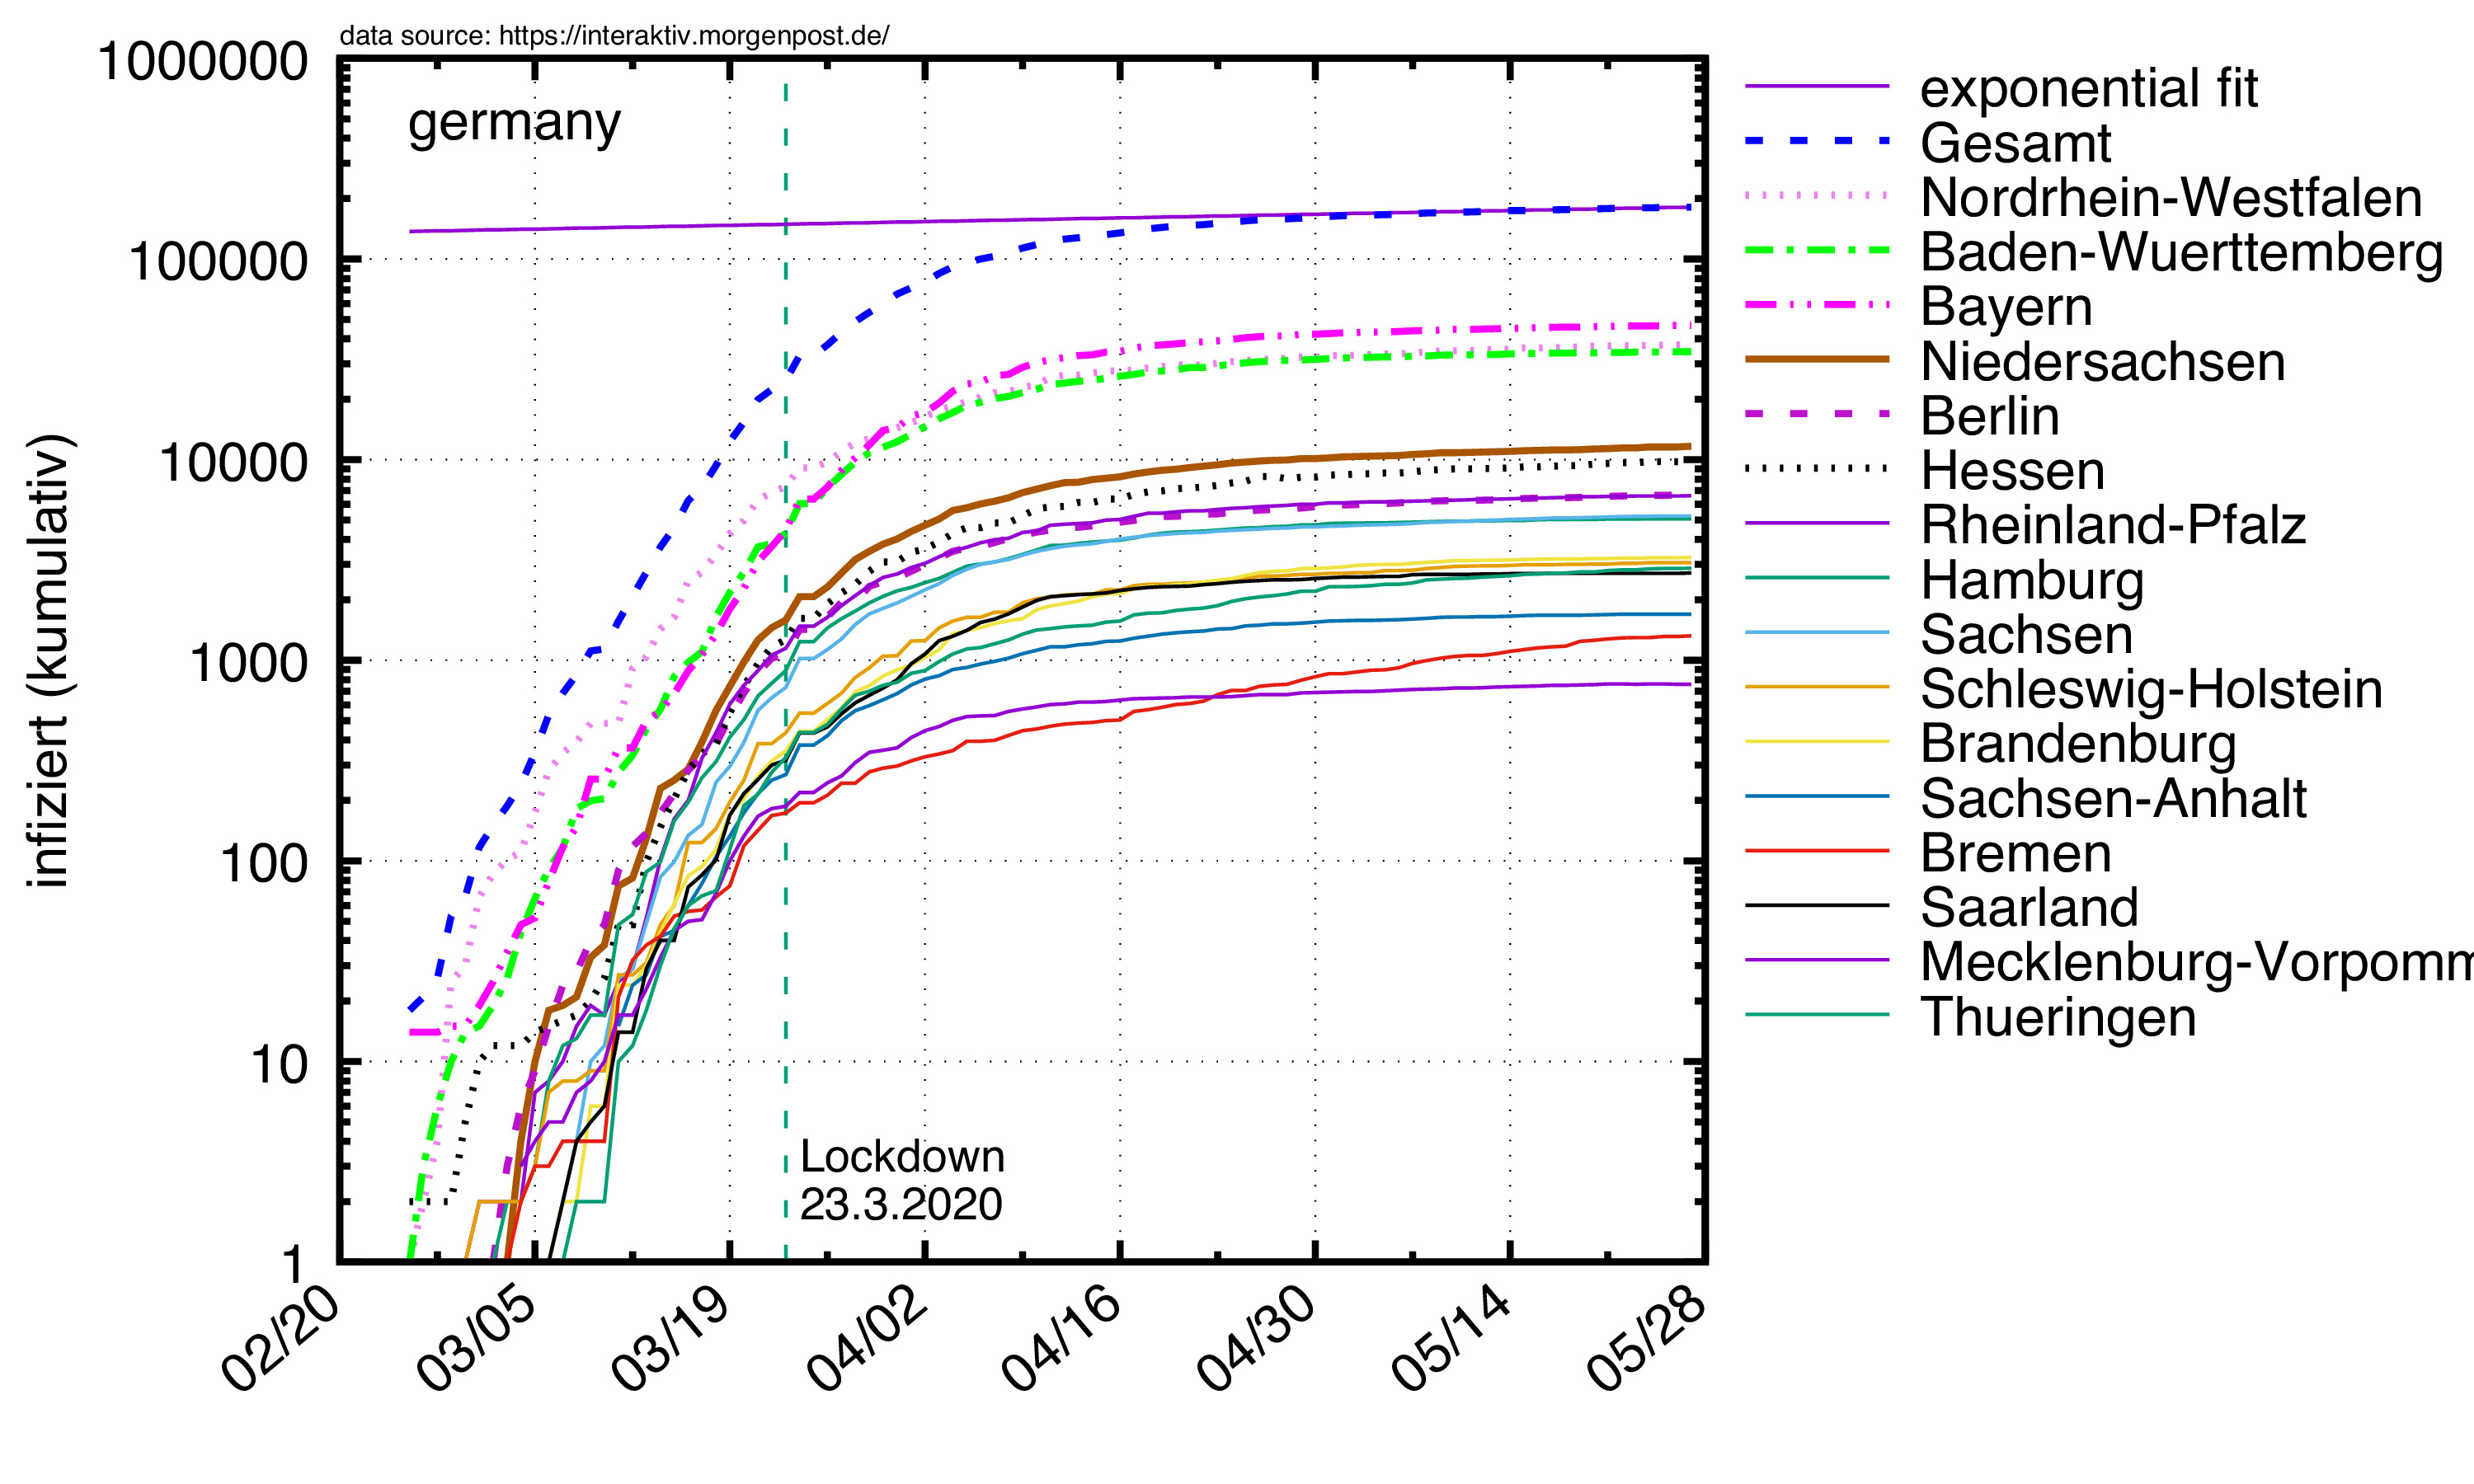 data source: https://interaktiv.morgenpost.de/
1000000
100000
10000
1000
100
10
1
infiziert (kumulativ)
germany
Lockdown
23.3.2020
02/20
03/05
03/19
04/02
04/16
04/30
05/14
05/28
exponential fit
Gesamt
Nordrhein-Westfalen
Baden-Wuerttemberg
Bayern
Niedersachsen
Berlin
Hessen
Rheinland-Pfalz
Hamburg
Sachsen
Schleswig-Holstein
Brandenburg
Sachsen-Anhalt
Bremen
Saarland
Mecklenburg-Vorpomm
Thueringen